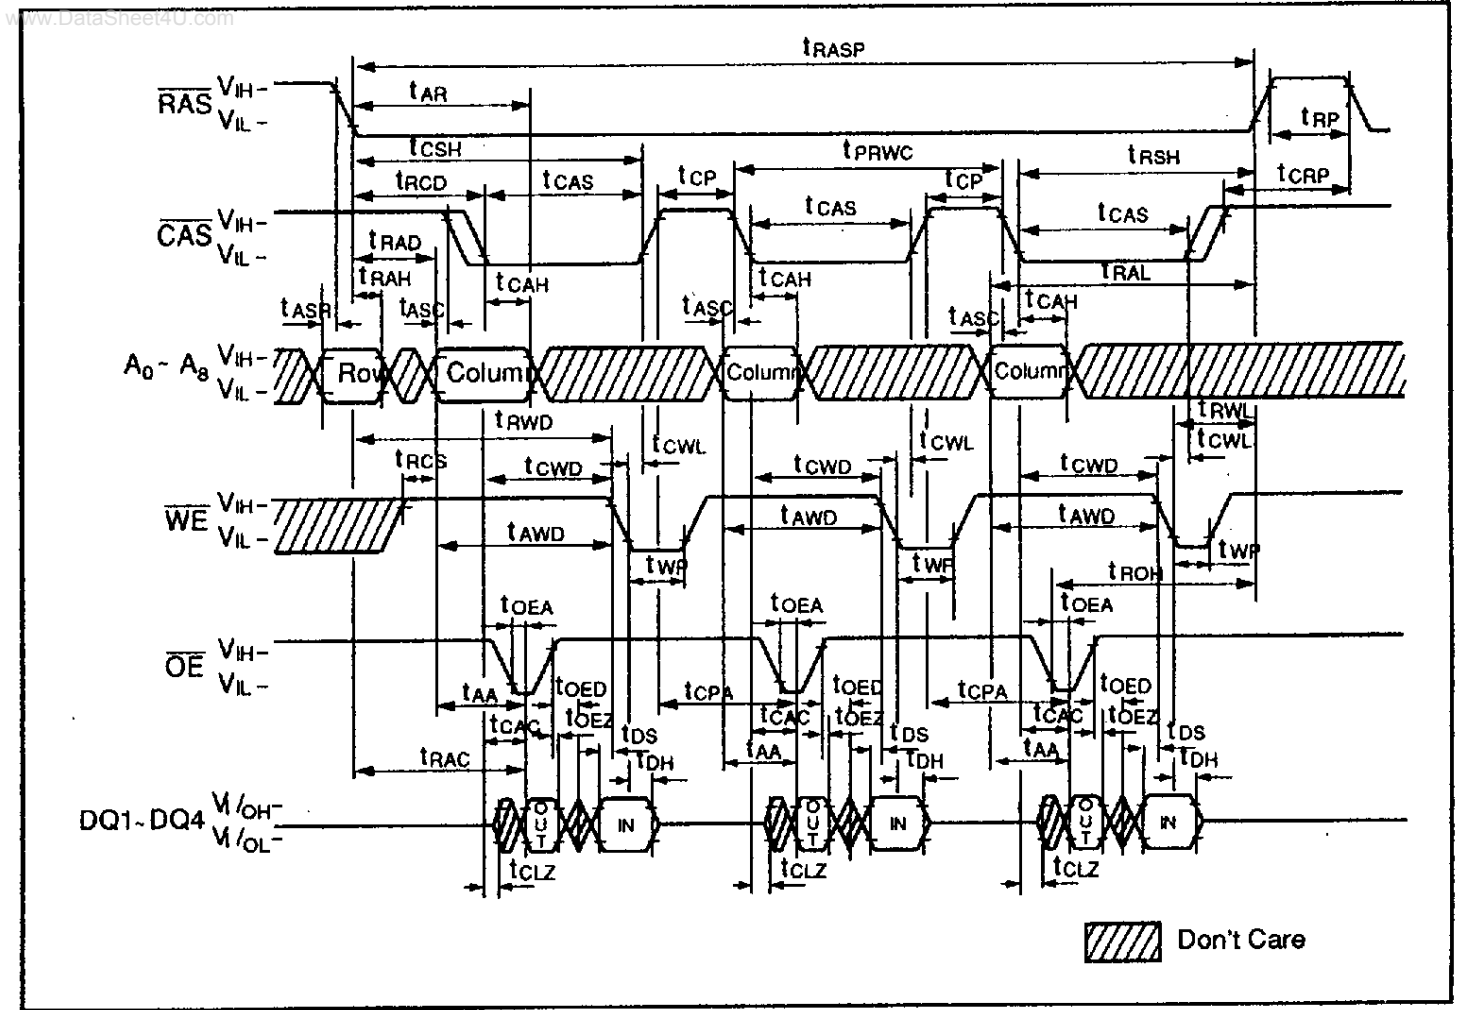 www.DataSheet4U.com
tRASP
RAS VIH–
VIL–
tAR
tRP
tCSH
tPRWC
tRSH
tRCD
tCAS
tCP
tCP
tCRP
CAS VIH–
VIL–
tCAS
tCAS
tRAD
tRAL
tRAH
tCAH
tCAH
tCAH
tASR
tASC
tASC
tASC
A0 ~ A8 VIH–
VIL–
Row
Colum
Column
Column
tRWD
tRWL
tCWL
tCWL
tCWL
tRCS
tCWD
tCWD
tCWD
WE VIH–
VIL–
tAWD
tAWD
tAWD
tWP
tWP
tWP
tROH
tOEA
tOEA
tOEA
OE VIH–
VIL–
tAA
tOED
tCPA
tOED
tCPA
tOED
tCAC
tOEZ
tCAC
tOEZ
tCAC
tOEZ
tDS
tDS
tDS
tRAC
tDH
tAA
tDH
tAA
tDH
DQ1~DQ4 VI/OH–
VI/OL–
OUT
IN
OUT
IN
OUT
IN
tCLZ
tCLZ
tCLZ
Don't Care